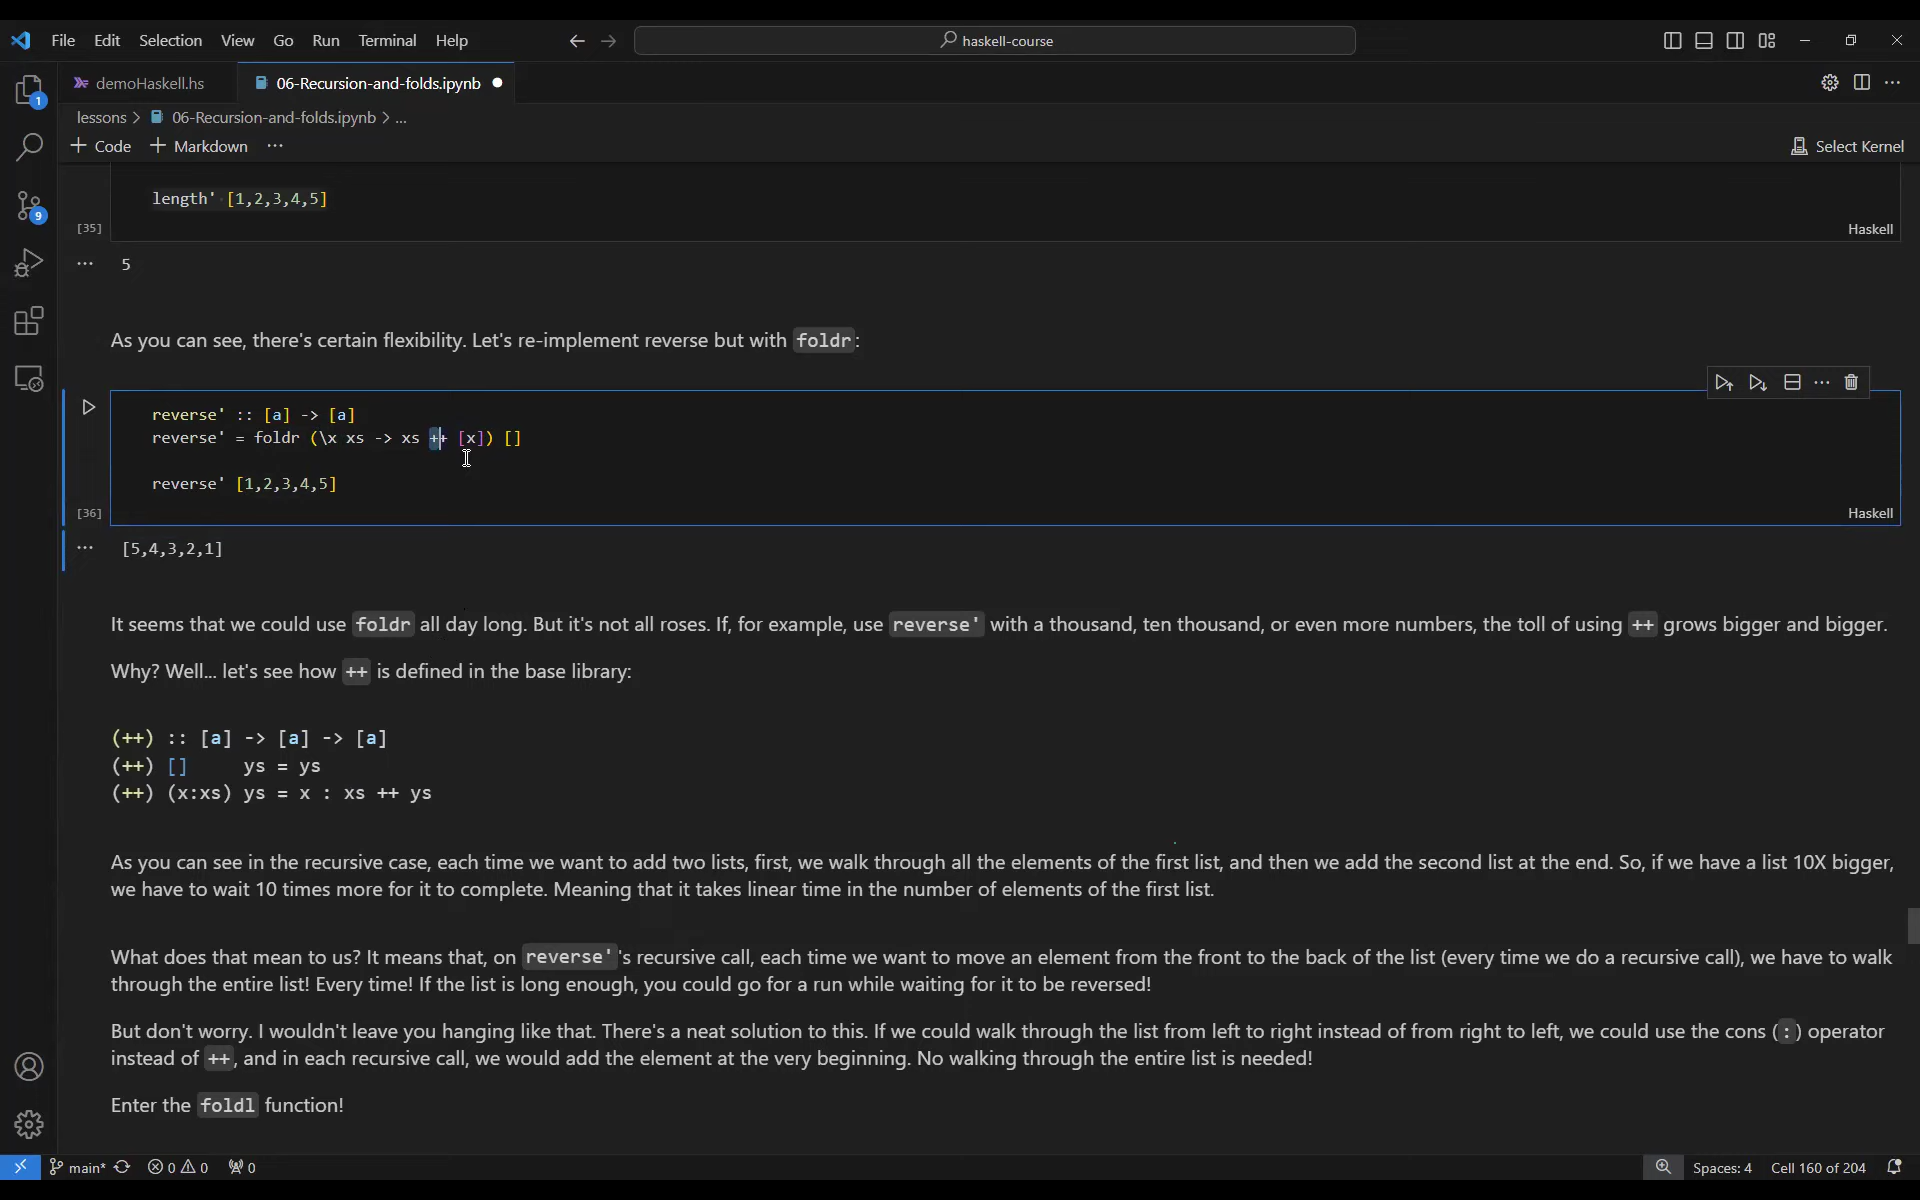 File Edit Selection View Go Run Terminal Help
haskell-course
demoHaskell.hs 06-Recursion-and-folds.ipynb
1
lessons > 06-Recursion-and-folds.ipynb > ...
+ Code + Markdown ... Select Kernel
length' [1,2,3,4,5]
9
[35] Haskell
... 5
As you can see, there's certain flexibility. Let's re-implement reverse but with foldr:
reverse' :: [a] -> [a]
reverse' = foldr (\x xs -> xs ++ [x]) []
reverse' [1,2,3,4,5]
[36] Haskell
... [5,4,3,2,1]
It seems that we could use foldr all day long. But it's not all roses. If, for example, use reverse' with a thousand, ten thousand, or even more numbers, the toll of using ++ grows bigger and bigger.
Why? Well... let's see how ++ is defined in the base library:
(++) :: [a] -> [a] -> [a]
(++) [] ys = ys
(++) (x:xs) ys = x : xs ++ ys
As you can see in the recursive case, each time we want to add two lists, first, we walk through all the elements of the first list, and then we add the second list at the end. So, if we have a list 10X bigger,
we have to wait 10 times more for it to complete. Meaning that it takes linear time in the number of elements of the first list.
What does that mean to us? It means that, on reverse' 's recursive call, each time we want to move an element from the front to the back of the list (every time we do a recursive call), we have to walk
through the entire list! Every time! If the list is long enough, you could go for a run while waiting for it to be reversed!
But don't worry. I wouldn't leave you hanging like that. There's a neat solution to this. If we could walk through the list from left to right instead of from right to left, we could use the cons (:) operator
instead of ++, and in each recursive call, we would add the element at the very beginning. No walking through the entire list is needed!
Enter the foldl function!
main* 0 0 0 Spaces: 4 Cell 160 of 204